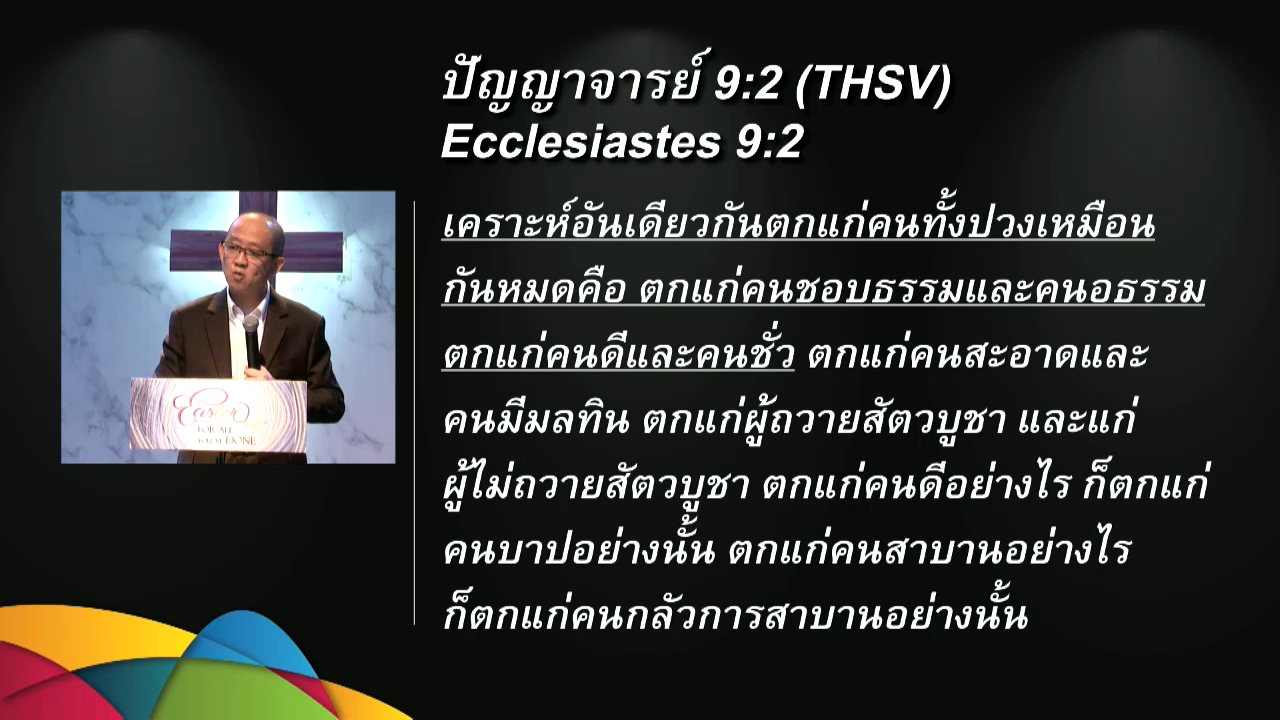 ปัญญาจารย์ 9:2 (THSV)
Ecclesiastes 9:2
เคราะห์อันเดียวกันตกแก่คนทั้งปวงเหมือน
กันหมดคือ ตกแก่คนชอบธรรมและคนอธรรม
ตกแก่คนดีและคนชั่ว ตกแก่คนสะอาดและ
คนมีมลทิน ตกแก่ผู้ถวายสัตวบูชา และแก่
ผู้ไม่ถวายสัตวบูชา ตกแก่คนดีอย่างไร ก็ตกแก่
คนบาปอย่างนั้น ตกแก่คนสาบานอย่างไร
ก็ตกแก่คนกลัวการสาบานอย่างนั้น
Easter
FOR ALL
DONE